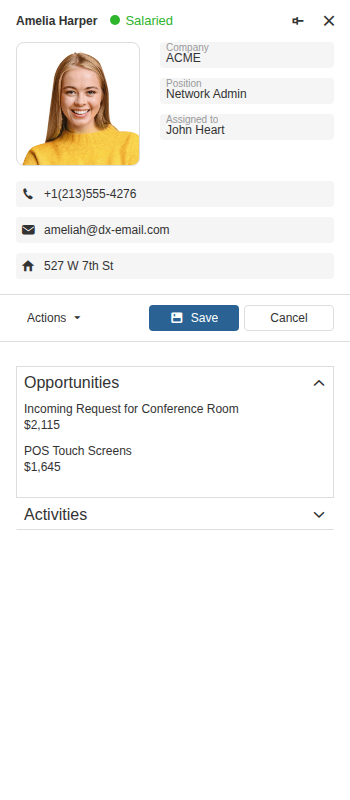 Amelia Harper
Salaried
Company
ACME
Position
Network Admin
Assigned to
John Heart
+1(213)555-4276
ameliah@dx-email.com
527 W 7th St
Actions
Save
Cancel
Opportunities
Incoming Request for Conference Room
$2,115
POS Touch Screens
$1,645
Activities